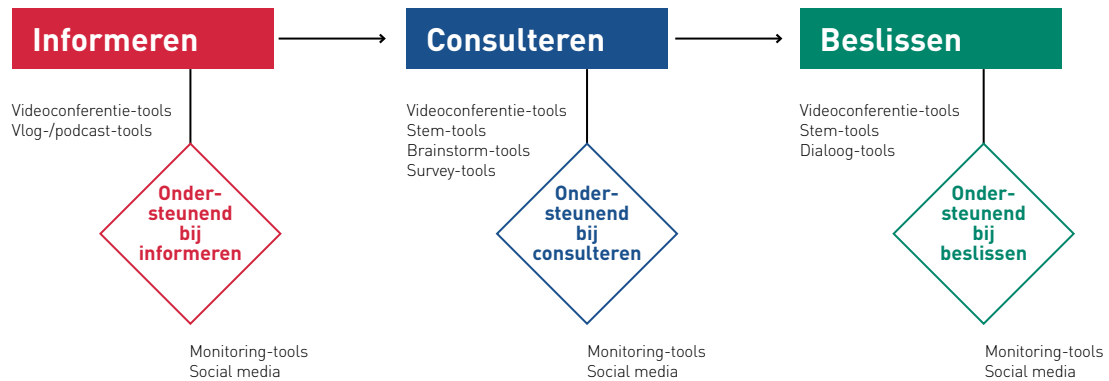 Informeren
Videoconferentie-tools
Vlog-/podcast-tools
Onder-
steunend
bij
informeren
Monitoring-tools
Social media
Consulteren
Videoconferentie-tools
Stem-tools
Brainstorm-tools
Survey-tools
Onder-
steunend
bij
consulteren
Monitoring-tools
Social media
Beslissen
Videoconferentie-tools
Stem-tools
Dialoog-tools
Onder-
steunend
bij
beslissen
Monitoring-tools
Social media